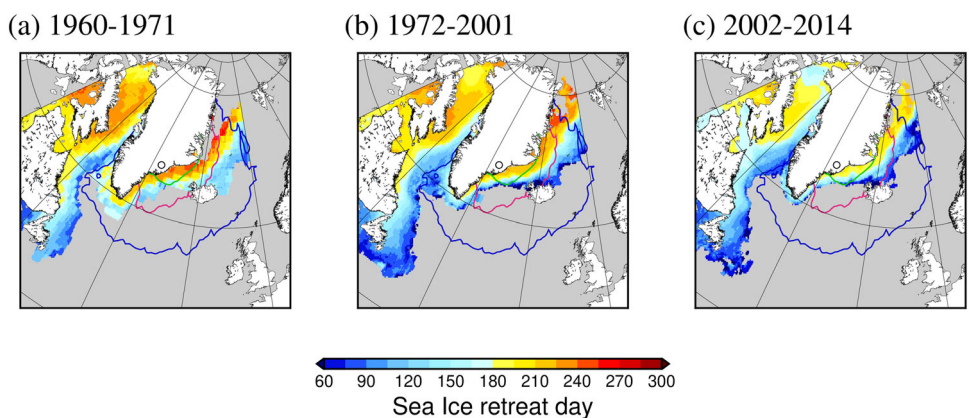 (a) 1960-1971
(b) 1972-2001
(c) 2002-2014
60 90 120 150 180 210 240 270 300
Sea Ice retreat day